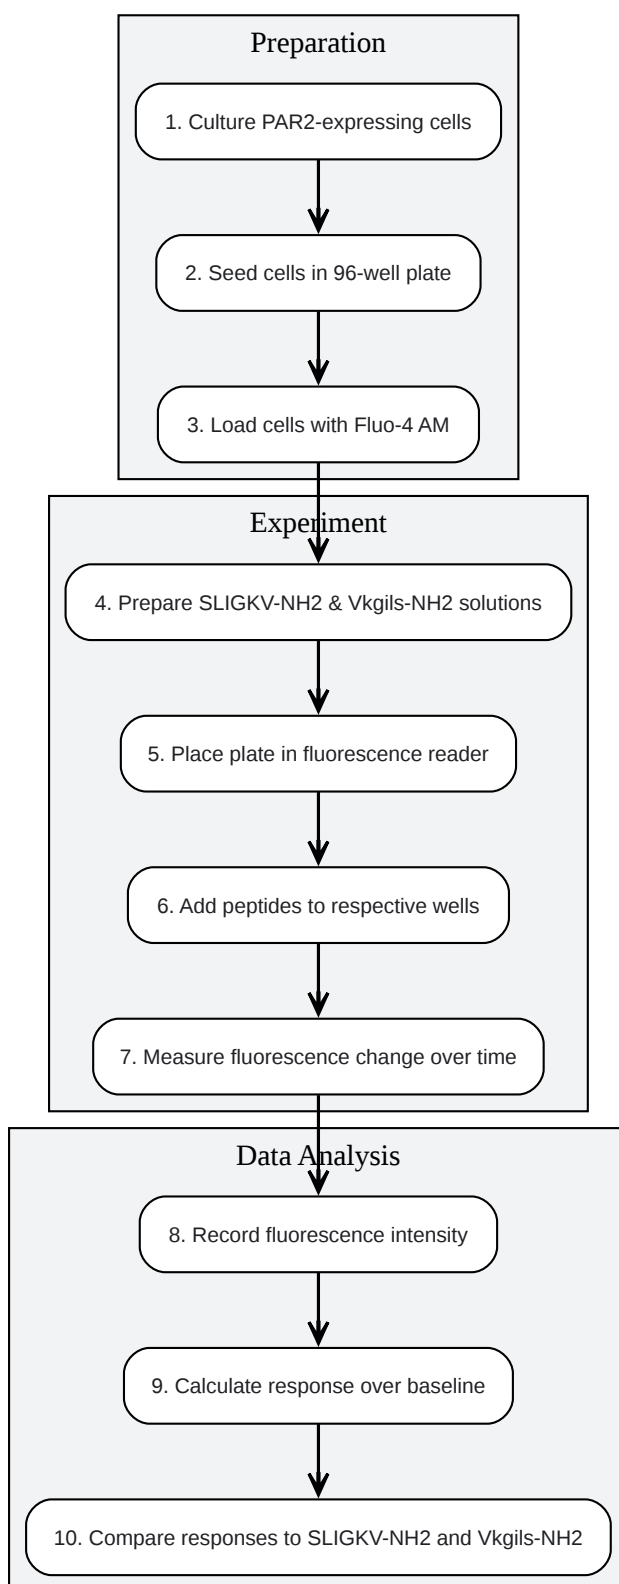 Preparation
1. Culture PAR2-expressing cells
2. Seed cells in 96-well plate
3. Load cells with Fluo-4 AM
Experiment
4. Prepare SLIGKV-NH2 & Vkgils-NH2 solutions
5. Place plate in fluorescence reader
6. Add peptides to respective wells
7. Measure fluorescence change over time
Data Analysis
8. Record fluorescence intensity
9. Calculate response over baseline
10. Compare responses to SLIGKV-NH2 and Vkgils-NH2